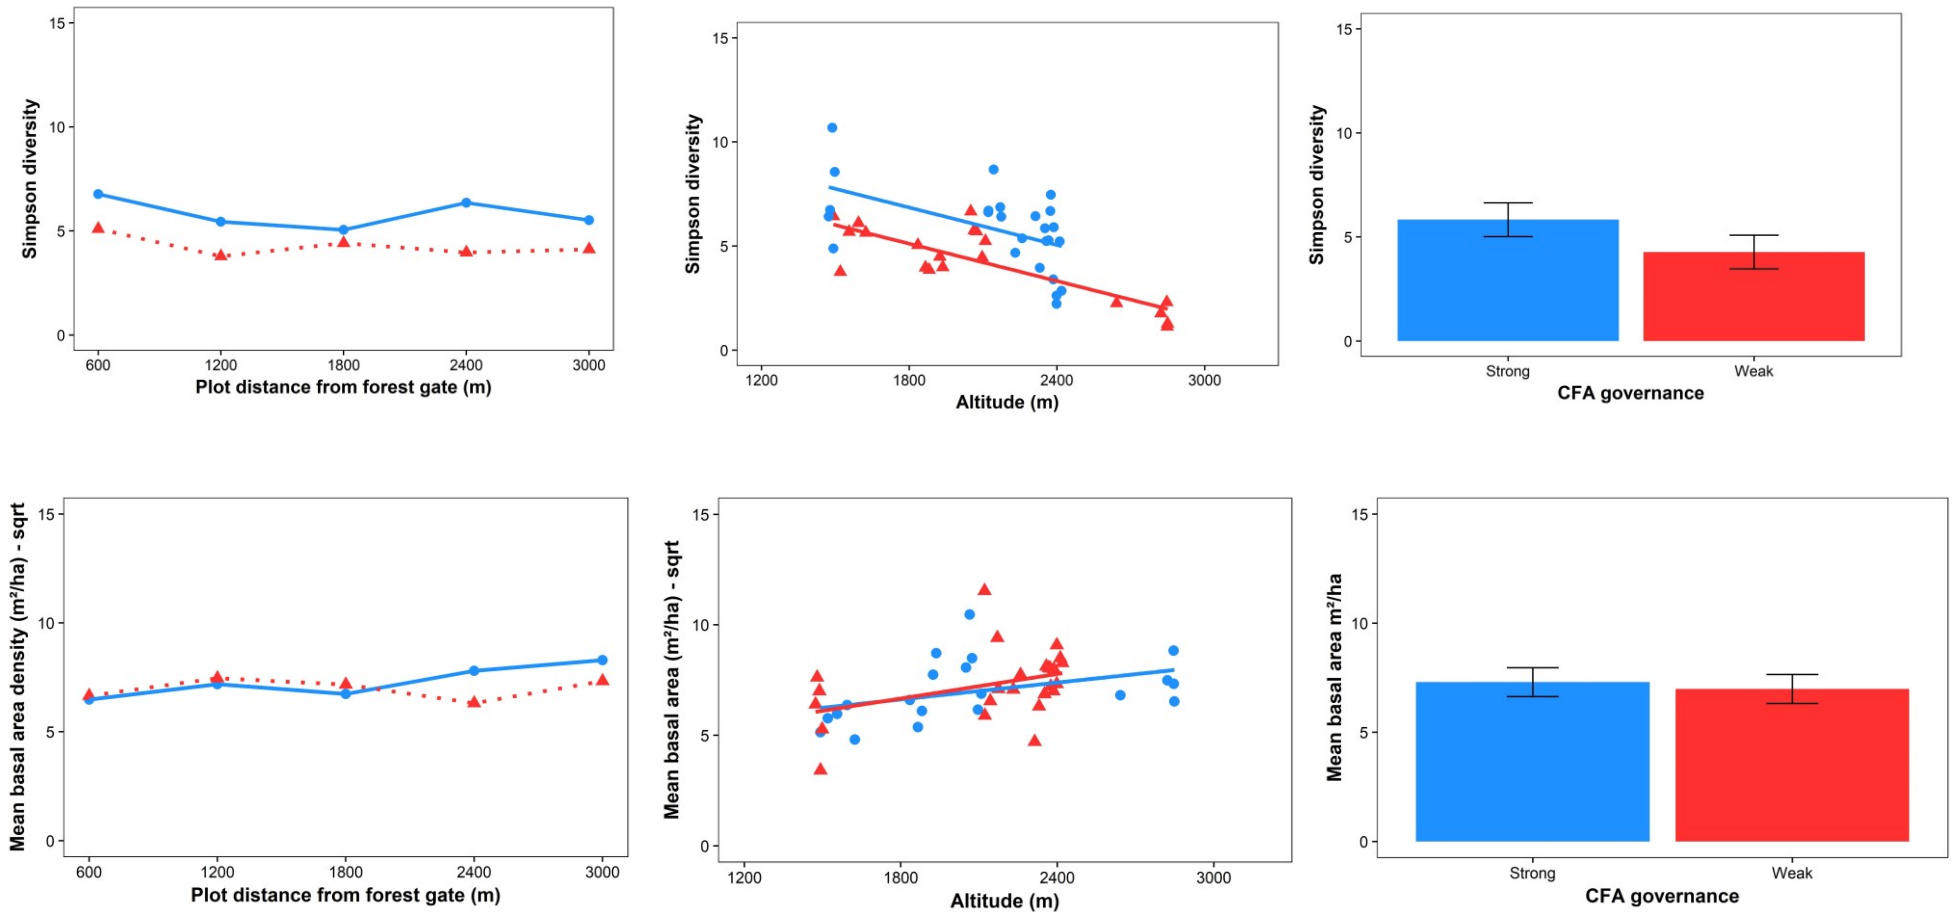 Simpson diversity
15
10
5
0
600 1200 1800 2400 3000
Plot distance from forest gate (m)
Simpson diversity
15
10
5
0
1200 1800 2400 3000
Altitude (m)
Simpson diversity
15
10
5
0
Strong Weak
CFA governance
Mean basal area density (m²/ha) - sqrt
15
10
5
0
600 1200 1800 2400 3000
Plot distance from forest gate (m)
Mean basal area (m²/ha) - sqrt
15
10
5
0
1200 1800 2400 3000
Altitude (m)
Mean basal area m²/ha
15
10
5
0
Strong Weak
CFA governance